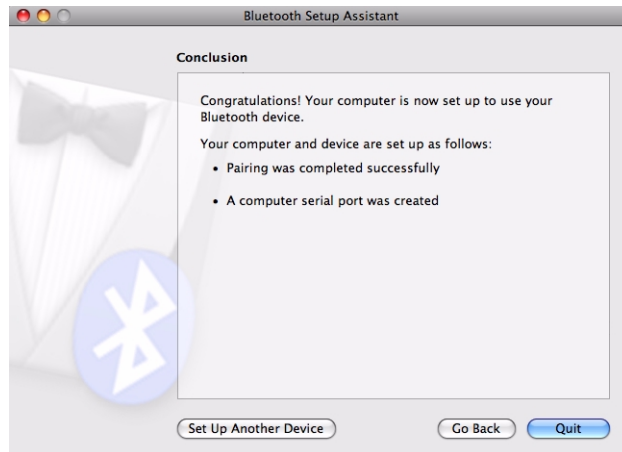 Bluetooth Setup Assistant
Conclusion
Congratulations! Your computer is now set up to use your
Bluetooth device.
Your computer and device are set up as follows:
• Pairing was completed successfully
• A computer serial port was created
Set Up Another Device
Go Back
Quit